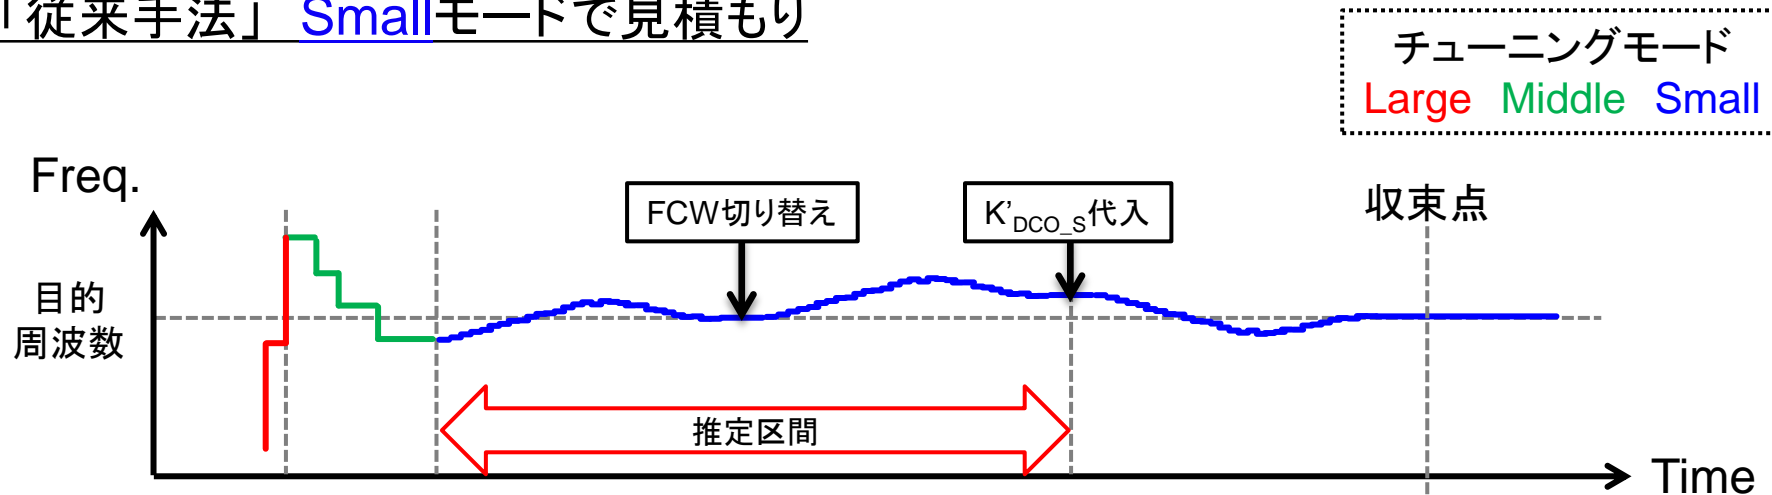 「従来手法」 Smallモードで見積もり
チューニングモード
Large Middle Small
Freq.
FCW切り替え
K'DCO_S代入
収束点
目的
周波数
推定区間
Time